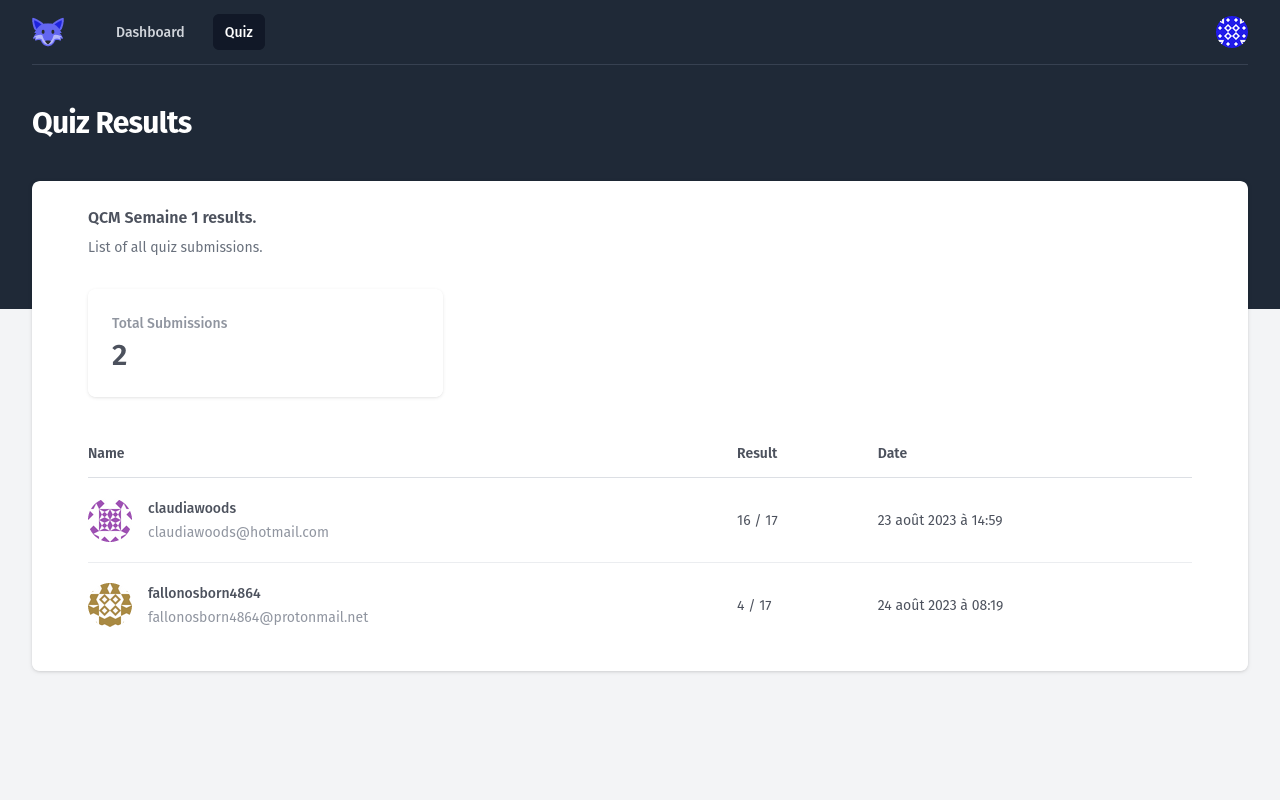 Dashboard Quiz
Quiz Results
QCM Semaine 1 results.
List of all quiz submissions.
Total Submissions
2
Name Result Date
claudiawoods
claudiawoods@hotmail.com
16 / 17
23 août 2023 à 14:59
fallonosborn4864
fallonosborn4864@protonmail.net
4 / 17
24 août 2023 à 08:19